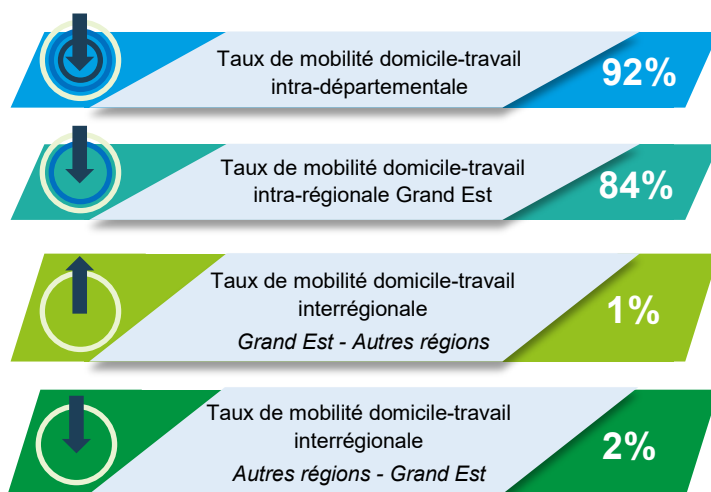 Taux de mobilité domicile-travail
intra-départementale
92%
Taux de mobilité domicile-travail
intra-régionale Grand Est
84%
Taux de mobilité domicile-travail
interrégionale
Grand Est - Autres régions
1%
Taux de mobilité domicile-travail
interrégionale
Autres régions - Grand Est
2%